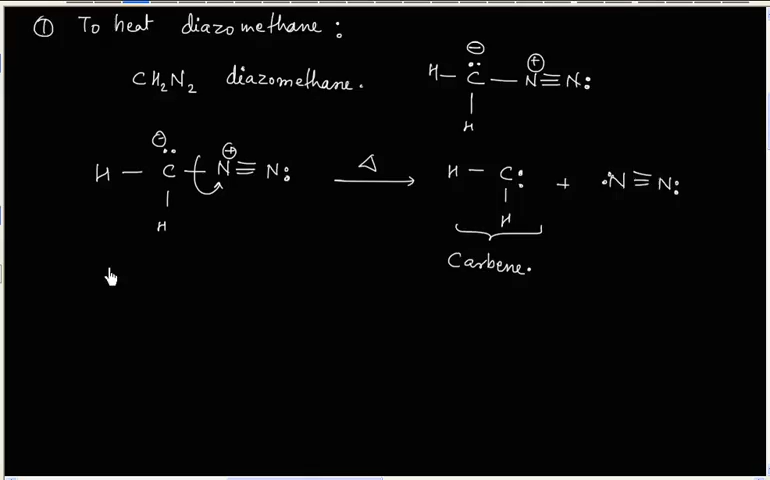 ① To heat diazomethane :
CH₂N₂ diazomethane.
H – C̈⊖ – N⊕ ≡ N:
H
H – C̈⊖ – N⊕ ≡ N: Δ → H – C: + :N ≡ N:
H H
Carbene.